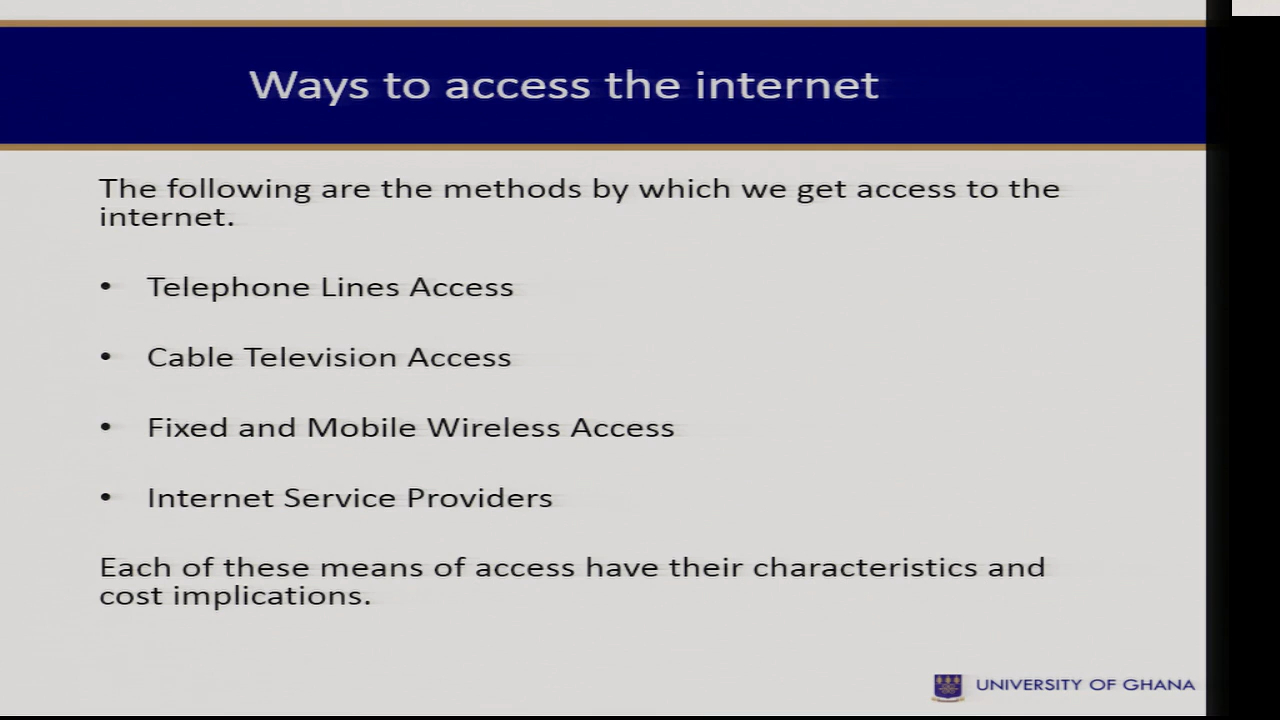 Ways to access the internet
The following are the methods by which we get access to the
internet.
• Telephone Lines Access
• Cable Television Access
• Fixed and Mobile Wireless Access
• Internet Service Providers
Each of these means of access have their characteristics and
cost implications.
UNIVERSITY OF GHANA